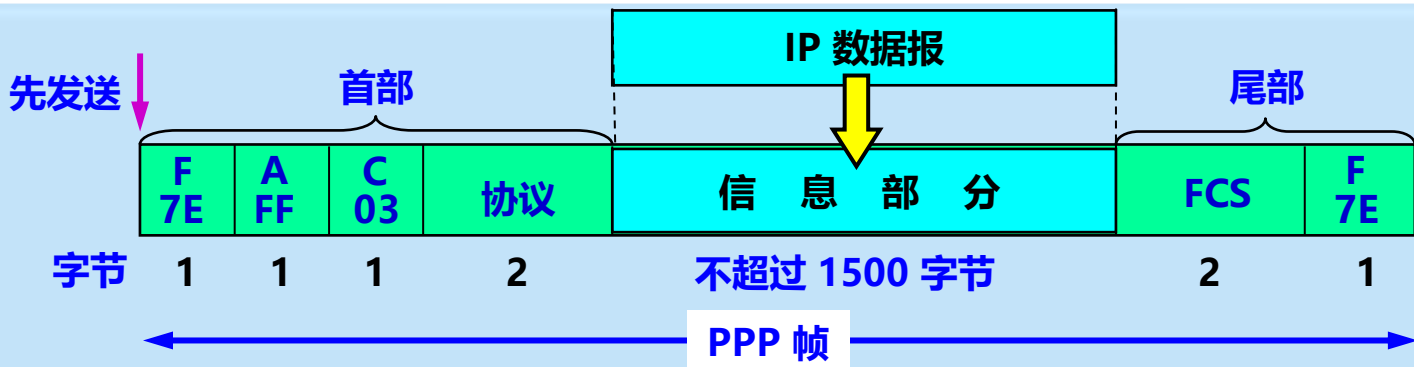 IP 数据报
先发送
首部
尾部
F
7E
A
FF
C
03
协议
信 息 部 分
FCS
F
7E
字节 1 1 1 2 不超过 1500 字节 2 1
PPP 帧